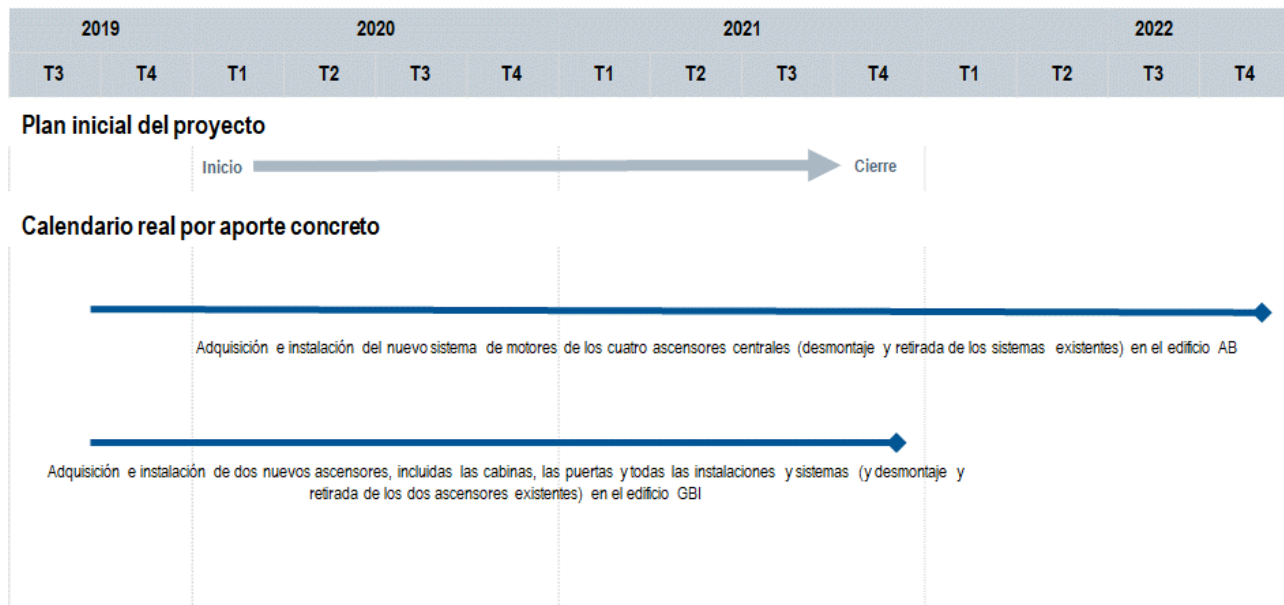 2019 2020 2021 2022
T3 T4 T1 T2 T3 T4 T1 T2 T3 T4 T1 T2 T3 T4
Plan inicial del proyecto
Inicio Cierre
Calendario real por aporte concreto
Adquisición e instalación del nuevo sistema de motores de los cuatro ascensores centrales (desmontaje y retirada de los sistemas existentes) en el edificio AB
Adquisición e instalación de dos nuevos ascensores, incluidas las cabinas, las puertas y todas las instalaciones y sistemas (y desmontaje y
retirada de los dos ascensores existentes) en el edificio GBI